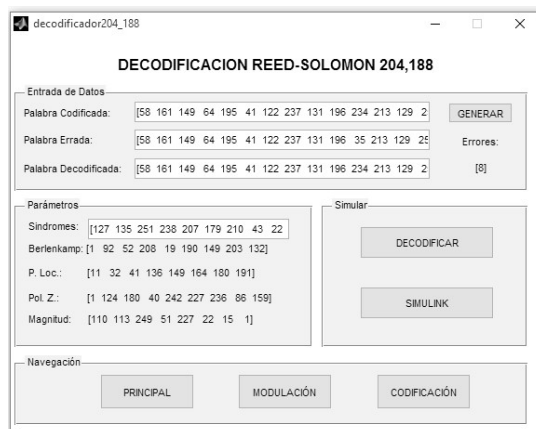 decodificador204_188
DECODIFICACION REED-SOLOMON 204,188
Entrada de Datos
Palabra Codificada: [58 161 149 64 195 41 122 237 131 196 234 213 129 2 GENERAR
Palabra Errada: [58 161 149 64 195 41 122 237 131 196 35 213 129 25 Errores:
Palabra Decodificada: [58 161 149 64 195 41 122 237 131 196 234 213 129 2 [8]
Parámetros
Sindromes: [127 135 251 238 207 179 210 43 22
Berlenkamp: [1 92 52 208 19 190 149 203 132]
P. Loc.: [11 32 41 136 149 164 180 191]
Pol. Z.: [1 124 180 40 242 227 236 86 159]
Magnitud: [110 113 249 51 227 22 15 1]
Simular
DECODIFICAR
SIMULINK
Navegación
PRINCIPAL MODULACIÓN CODIFICACIÓN